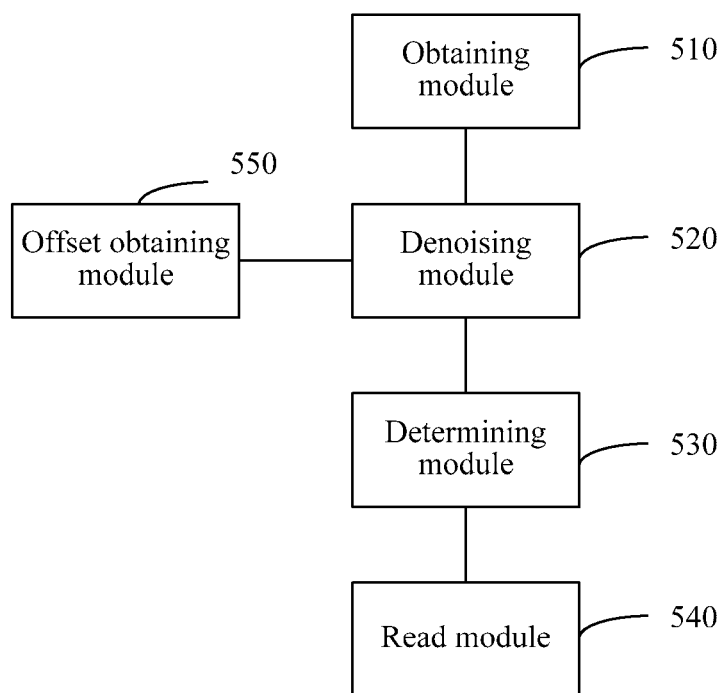 Obtaining
module
510
550
Offset obtaining
module
Denoising
module
520
Determining
module
530
Read module
540